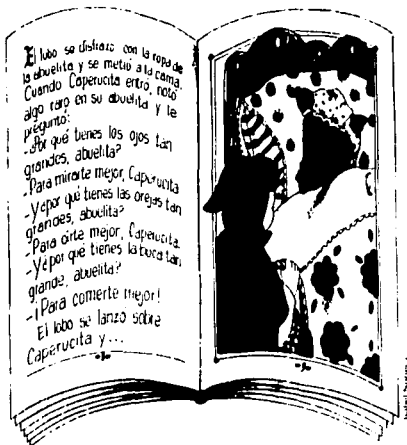 El lobo se disfrazó con la ropa de
la abuelita y se metió a la cama.
Cuando Caperucita entró, notó
algo raro en su abuelita y le
preguntó:
-¿Por qué tienes los ojos tan
grandes, abuelita?
-Para mirarte mejor, Caperucita
-Y ¿por qué tienes las orejas tan
grandes, abuelita?
-Para oirte mejor, Caperucita.
-Y ¿por qué tienes la boca tan
grande, abuelita?
-¡Para comerte mejor!
El lobo se lanzó sobre
Caperucita y...